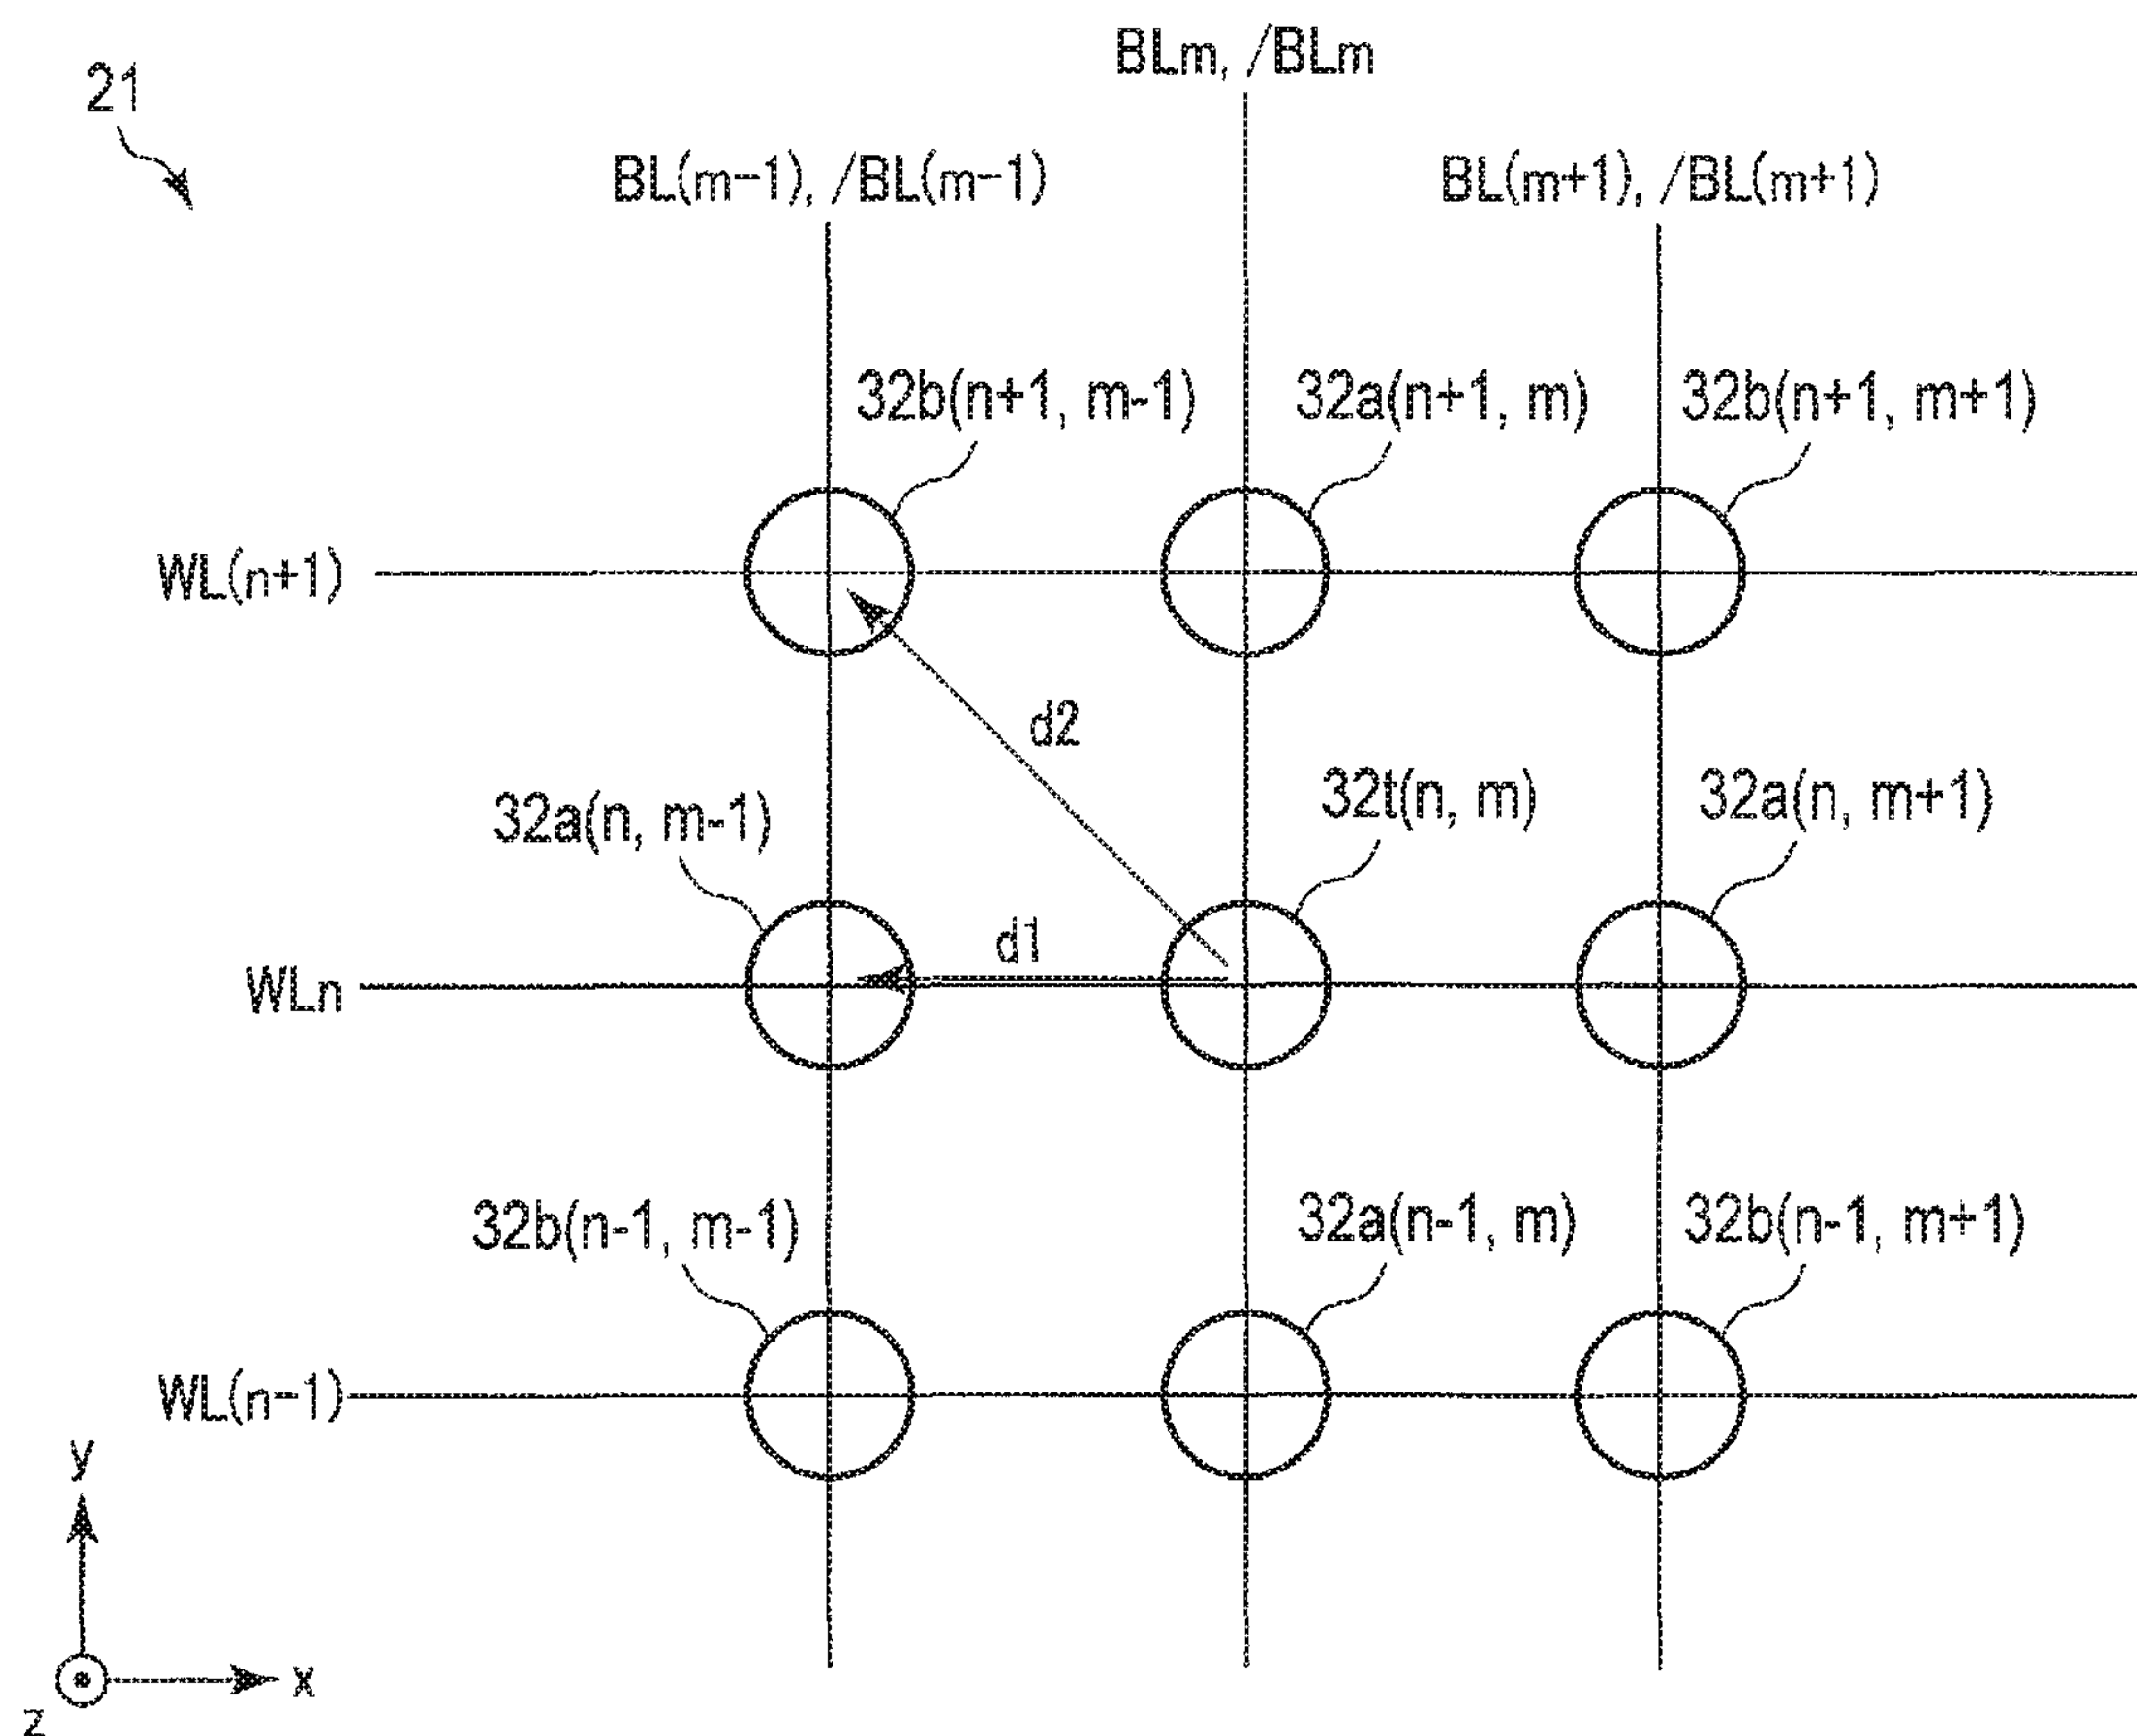 BLm, /BLm
21
BL(m-1), /BL(m-1)
BL(m+1), /BL(m+1)
32b(n+1, m-1)
32a(n+1, m)
32b(n+1, m+1)
WL(n+1)
d2
32a(n, m-1)
32t(n, m)
32a(n, m+1)
d1
WLn
32b(n-1, m-1)
32a(n-1, m)
32b(n-1, m+1)
WL(n-1)
y
x
z